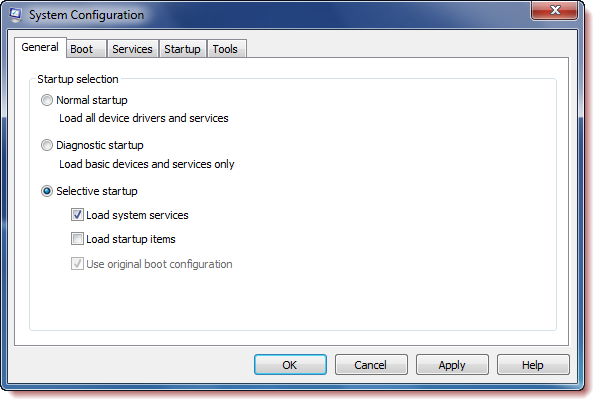 System Configuration
General Boot Services Startup Tools
Startup selection
Normal startup
Load all device drivers and services
Diagnostic startup
Load basic devices and services only
Selective startup
Load system services
Load startup items
Use original boot configuration
OK Cancel Apply Help